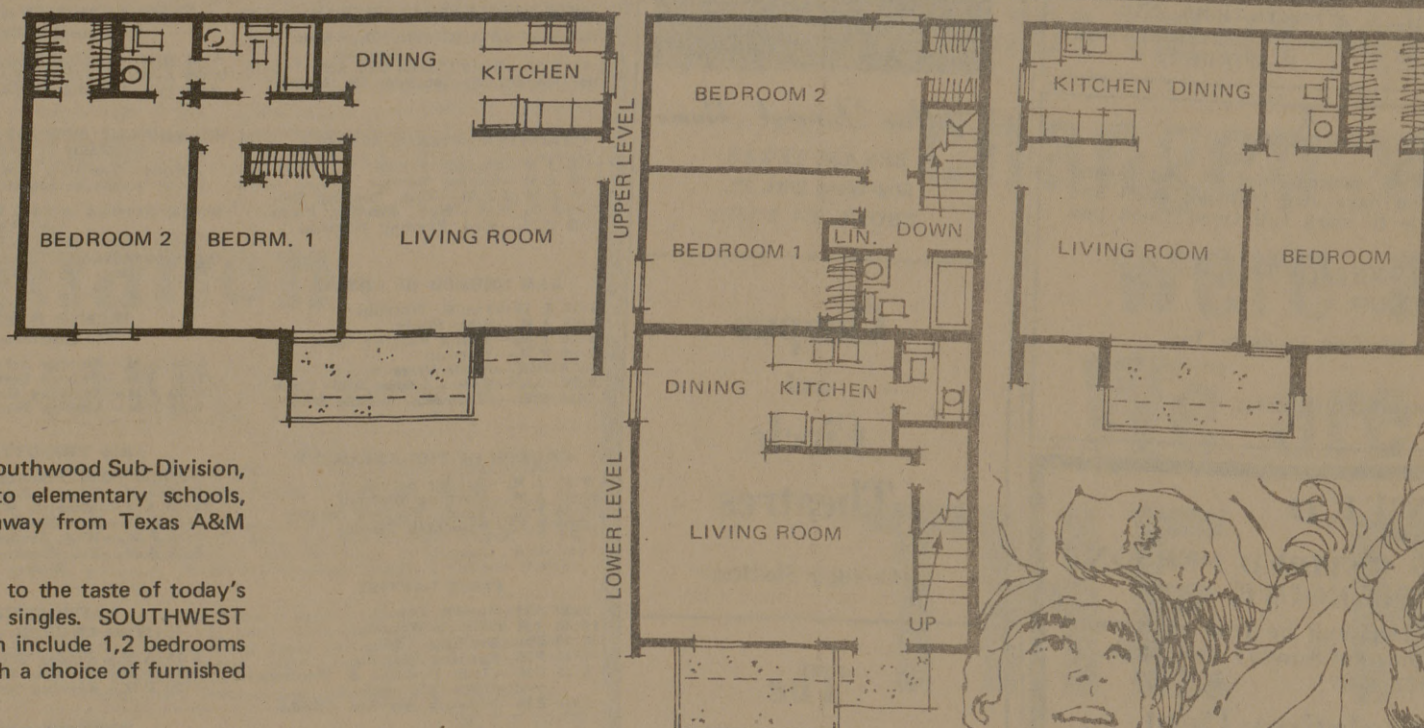 DINING
KITCHEN
BEDROOM 2
BEDRM. 1
LIVING ROOM
UPPER LEVEL
BEDROOM 2
BEDROOM 1
LIN.
DOWN
LOWER LEVEL
DINING KITCHEN
LIVING ROOM
UP
KITCHEN DINING
LIVING ROOM
BEDROOM
outhwood Sub-Division,
to elementary schools,
away from Texas A&M
to the taste of today's
singles. SOUTHWEST
include 1,2 bedrooms
a choice of furnished